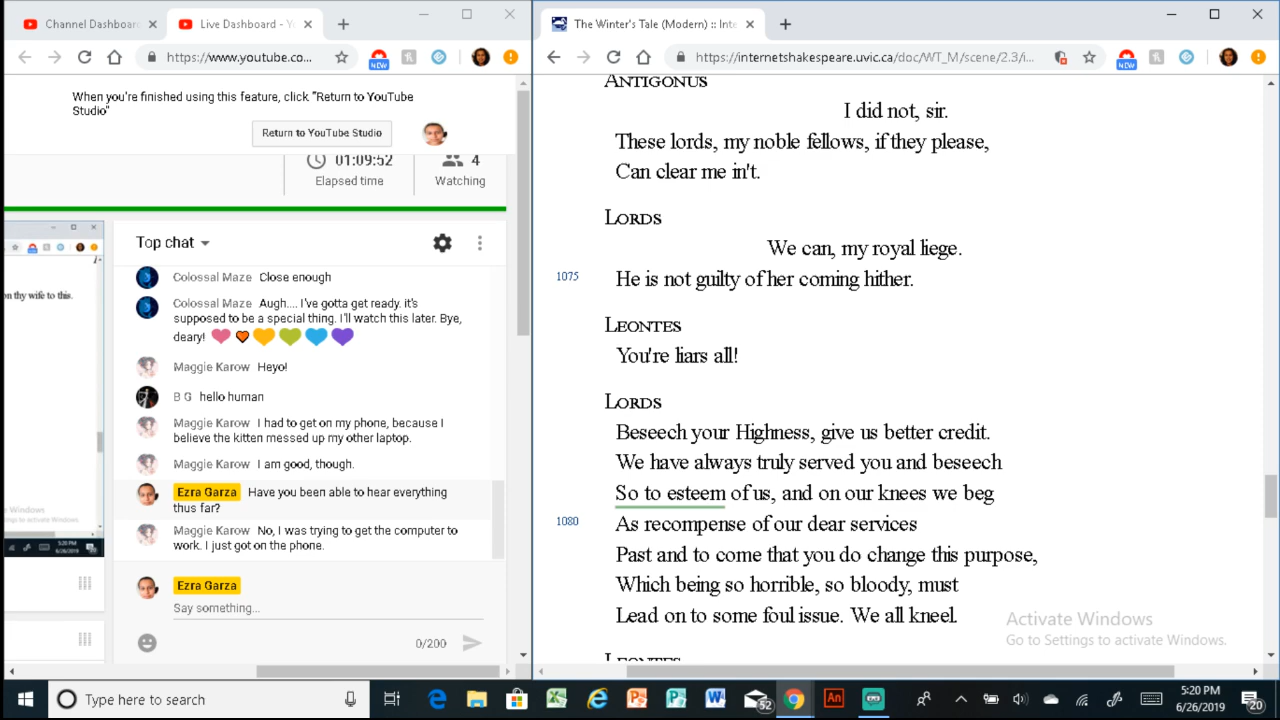 Channel Dashboard
Live Dashboard - Y
The Winter's Tale (Modern) :: Inte
https://www.youtube.co...
NEW
https://internetshakespeare.uvic.ca/doc/WT_M/scene/2.3/i...
NEW
When you're finished using this feature, click "Return to YouTube
Studio"
Return to YouTube Studio
01:09:52
Elapsed time
4
Watching
on thy wife to this.
Top chat
Colossal Maze Close enough
Colossal Maze Augh.... I've gotta get ready. it's
supposed to be a special thing. I'll watch this later. Bye,
deary!
Maggie Karow Heyo!
B G hello human
Maggie Karow I had to get on my phone, because I
believe the kitten messed up my other laptop.
Maggie Karow I am good, though.
Ezra Garza Have you been able to hear everything
thus far?
Maggie Karow No, I was trying to get the computer to
work. I just got on the phone.
Ezra Garza
Say something...
0/200
ANTIGONUS
I did not, sir.
These lords, my noble fellows, if they please,
Can clear me in't.
LORDS
We can, my royal liege.
1075 He is not guilty of her coming hither.
LEONTES
You're liars all!
LORDS
Beseech your Highness, give us better credit.
We have always truly served you and beseech
So to esteem of us, and on our knees we beg
1080 As recompense of our dear services
Past and to come that you do change this purpose,
Which being so horrible, so bloody, must
Lead on to some foul issue. We all kneel.
LEONTES
Activate Windows
Go to Settings to activate Windows.
Type here to search
52
An
5:20 PM
6/26/2019
20